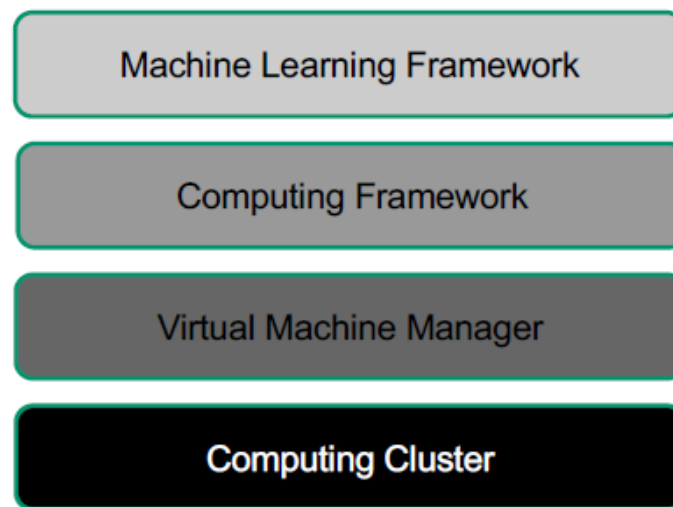 Machine Learning Framework
Computing Framework
Virtual Machine Manager
Computing Cluster